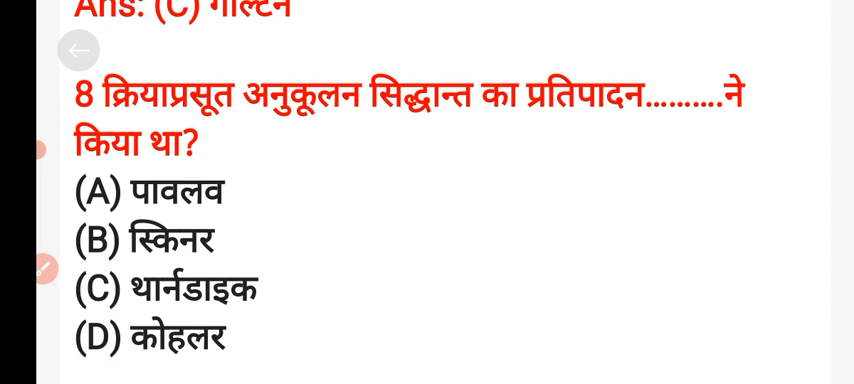 Ans: (C) गाल्टन
8 क्रियाप्रसूत अनुकूलन सिद्धान्त का प्रतिपादन..........ने
किया था?
(A) पावलव
(B) स्किनर
(C) थार्नडाइक
(D) कोहलर